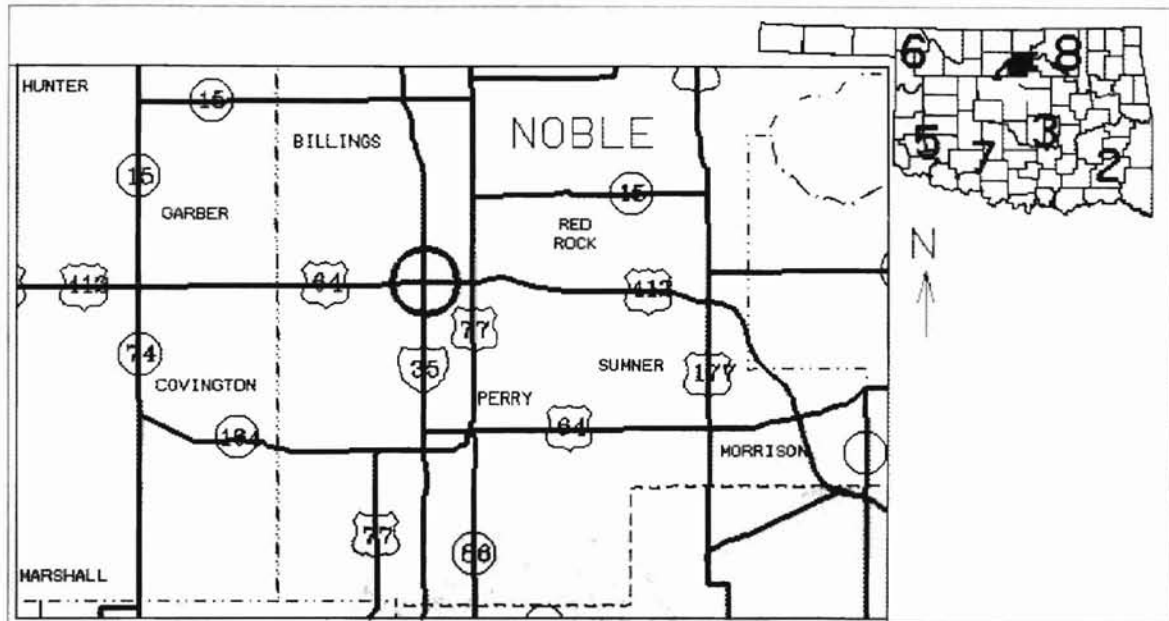 HUNTER
15
BILLINGS
NOBLE
15
GARBER
15
RED
ROCK
412
64
412
77
74
35
SUMNER
177
COVINGTON
PERRY
164
64
MORRISON
77
86
MARSHALL
6
8
5
7
3
2
N